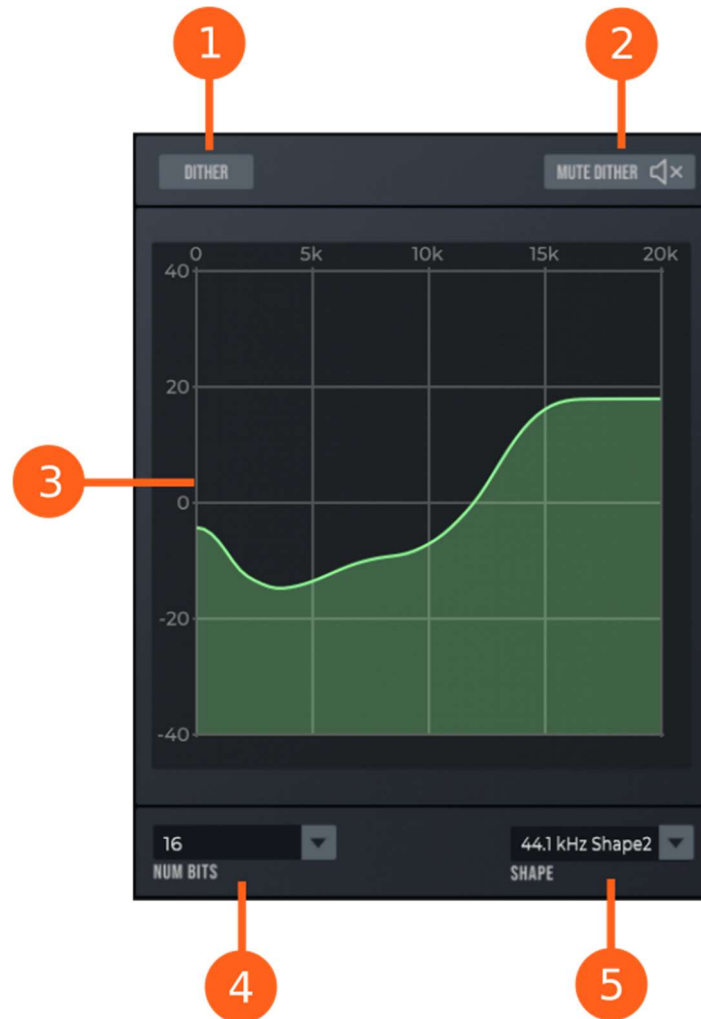 1 2
DITHER MUTE DITHER
0 5k 10k 15k 20k
40
20
3
0
-20
-40
16 44.1 kHz Shape2
NUM BITS SHAPE
4 5